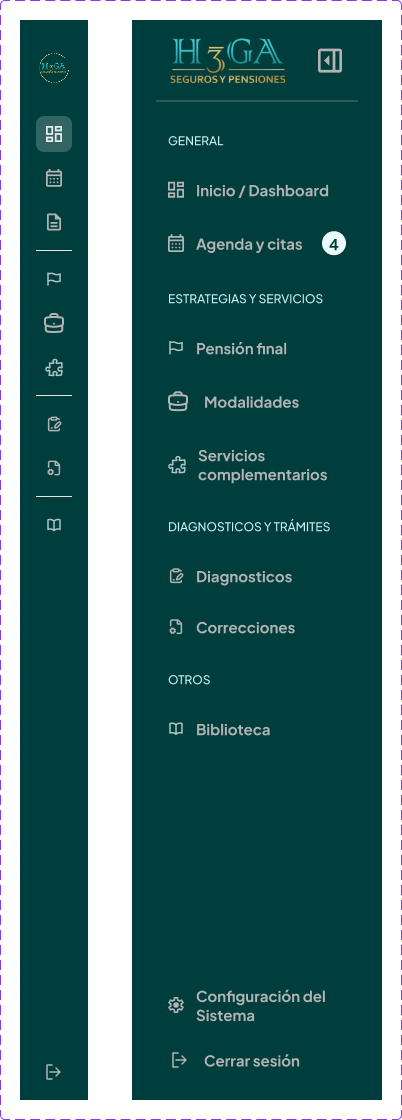 H3GA
H3GA
SEGUROS Y PENSIONES
GENERAL
Inicio / Dashboard
Agenda y citas 4
ESTRATEGIAS Y SERVICIOS
Pensión final
Modalidades
Servicios
complementarios
DIAGNOSTICOS Y TRÁMITES
Diagnosticos
Correcciones
OTROS
Biblioteca
Configuración del
Sistema
Cerrar sesión